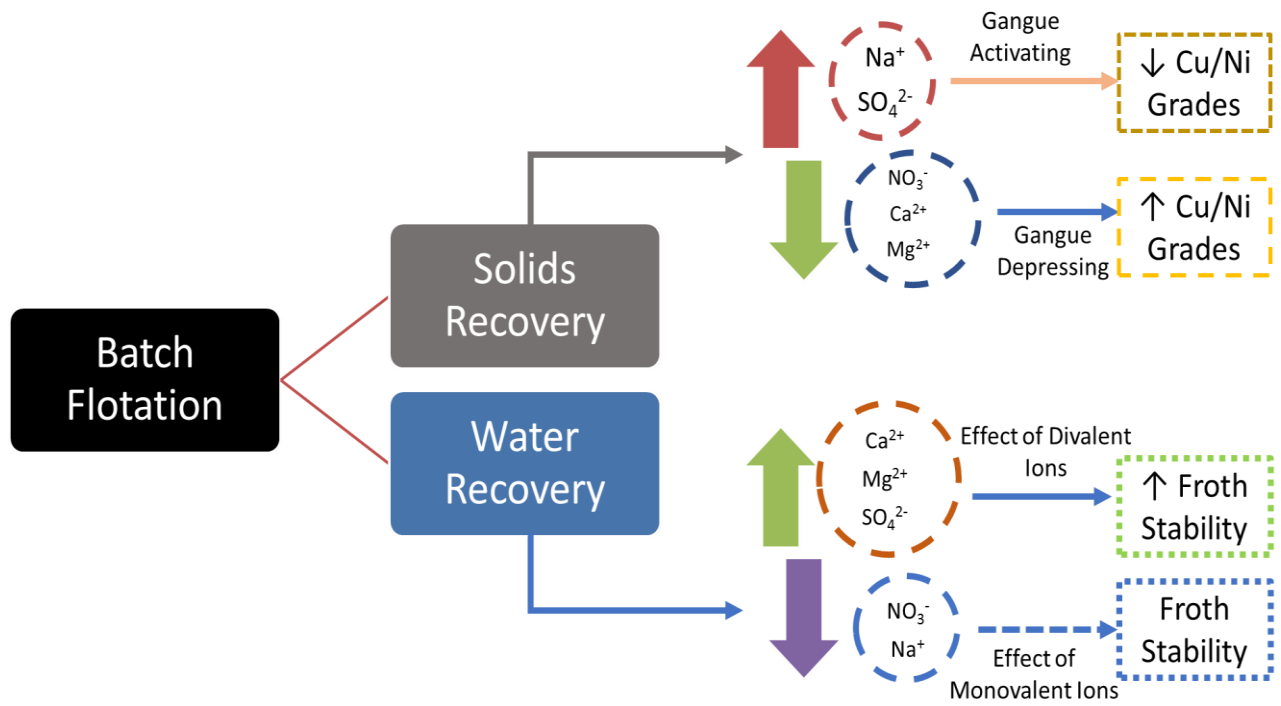 Batch
Flotation
Solids
Recovery
Water
Recovery
Na⁺
SO₄²⁻
Gangue
Activating
↓ Cu/Ni
Grades
NO₃⁻
Ca²⁺
Mg²⁺
Gangue
Depressing
↑ Cu/Ni
Grades
Ca²⁺
Mg²⁺
SO₄²⁻
Effect of Divalent
Ions
↑ Froth
Stability
NO₃⁻
Na⁺
Effect of
Monovalent Ions
Froth
Stability